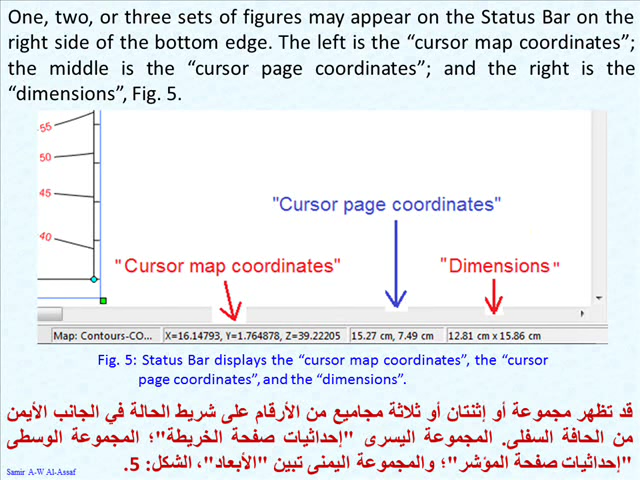 One, two, or three sets of figures may appear on the Status Bar on the
right side of the bottom edge. The left is the “cursor map coordinates”;
the middle is the “cursor page coordinates”; and the right is the
“dimensions”, Fig. 5.
55
50
45
40
"Cursor page coordinates"
"Cursor map coordinates"
"Dimensions"
Map: Contours-CO... X=16.14793, Y=1.764878, Z=39.22205 15.27 cm, 7.49 cm 12.81 cm x 15.86 cm
Fig. 5: Status Bar displays the “cursor map coordinates”, the “cursor
page coordinates”, and the “dimensions”.
قد تظهر مجموعة أو إثنتان أو ثلاثة مجاميع من الأرقام على شريط الحالة في الجانب الأيمن
من الحافة السفلى. المجموعة اليسرى "إحداثيات صفحة الخريطة"؛ المجموعة الوسطى
"إحداثيات صفحة المؤشر"؛ والمجموعة اليمنى تبين "الأبعاد"، الشكل: 5.
Samir A-W Al-Assaf